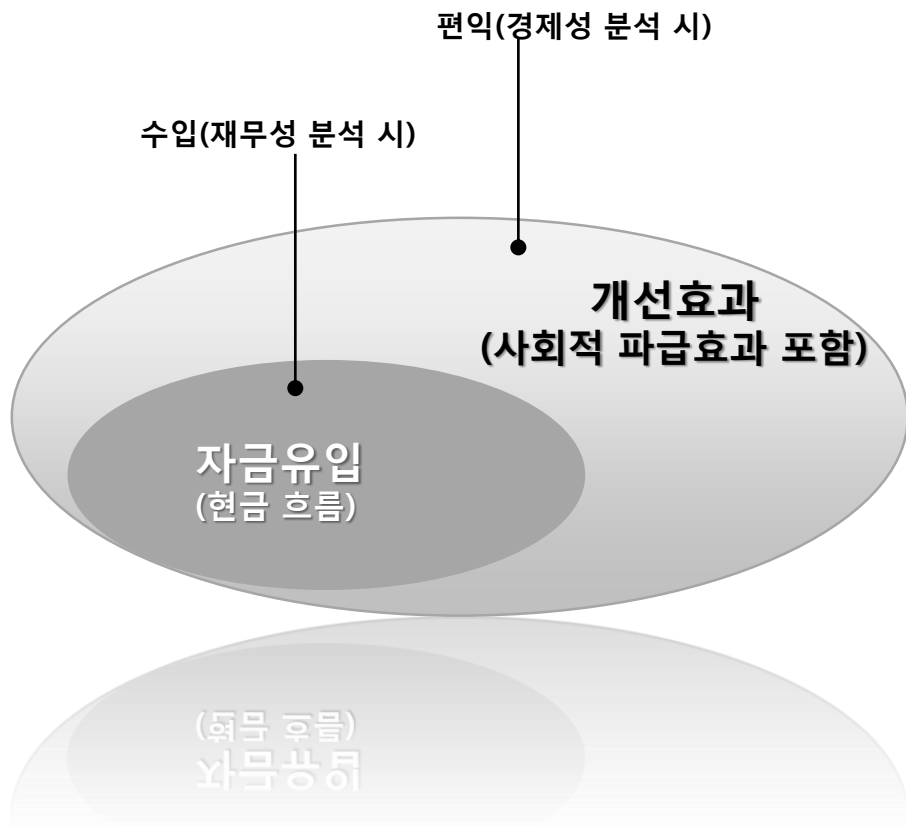 편익(경제성 분석 시)
수입(재무성 분석 시)
개선효과
(사회적 파급효과 포함)
자금유입
(현금 흐름)